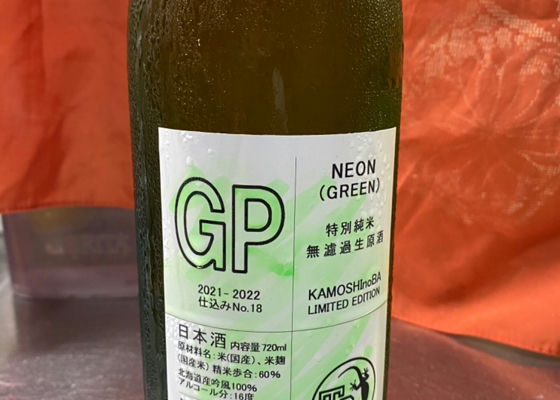 GP
2021-2022
仕込みNo.18
NEON
(GREEN)
特別純米
無濾過生原酒
KAMOSHInoBA
LIMITED EDITION
日本酒 内容量720ml
原材料名：米(国産)、米麹
(国産米) 精米歩合：60%
北海道産吟風100%
アルコール分：16度